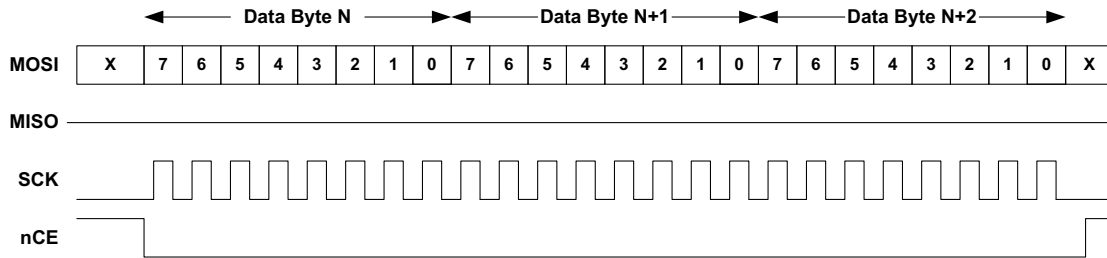 Data Byte N Data Byte N+1 Data Byte N+2
MOSI X 7 6 5 4 3 2 1 0 7 6 5 4 3 2 1 0 7 6 5 4 3 2 1 0 X
MISO
SCK
nCE